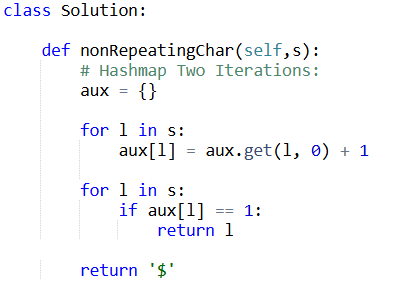 class Solution:
    def nonRepeatingChar(self,s):
        # Hashmap Two Iterations:
        aux = {}
        for l in s:
            aux[l] = aux.get(l, 0) + 1
        for l in s:
            if aux[l] == 1:
                return l
        return '$'